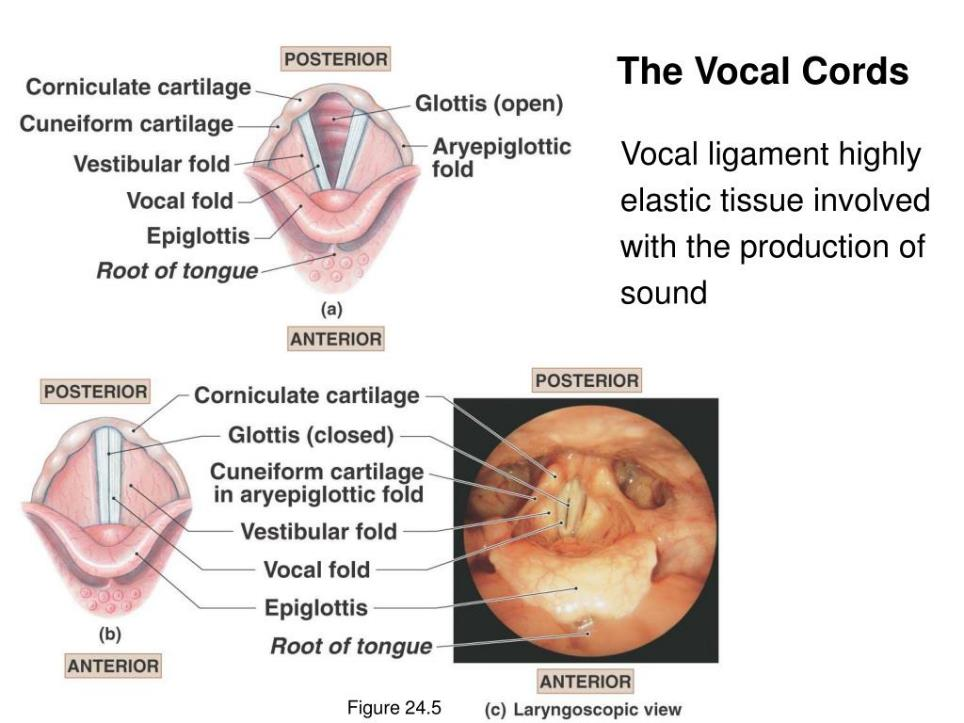 The Vocal Cords
Vocal ligament highly
elastic tissue involved
with the production of
sound
POSTERIOR
Corniculate cartilage
Cuneiform cartilage
Vestibular fold
Vocal fold
Epiglottis
Root of tongue
Glottis (open)
Aryepiglottic
fold
(a)
ANTERIOR
POSTERIOR
(b)
ANTERIOR
Corniculate cartilage
Glottis (closed)
Cuneiform cartilage
in aryepiglottic fold
Vestibular fold
Vocal fold
Epiglottis
Root of tongue
POSTERIOR
ANTERIOR
Figure 24.5
(c) Laryngoscopic view